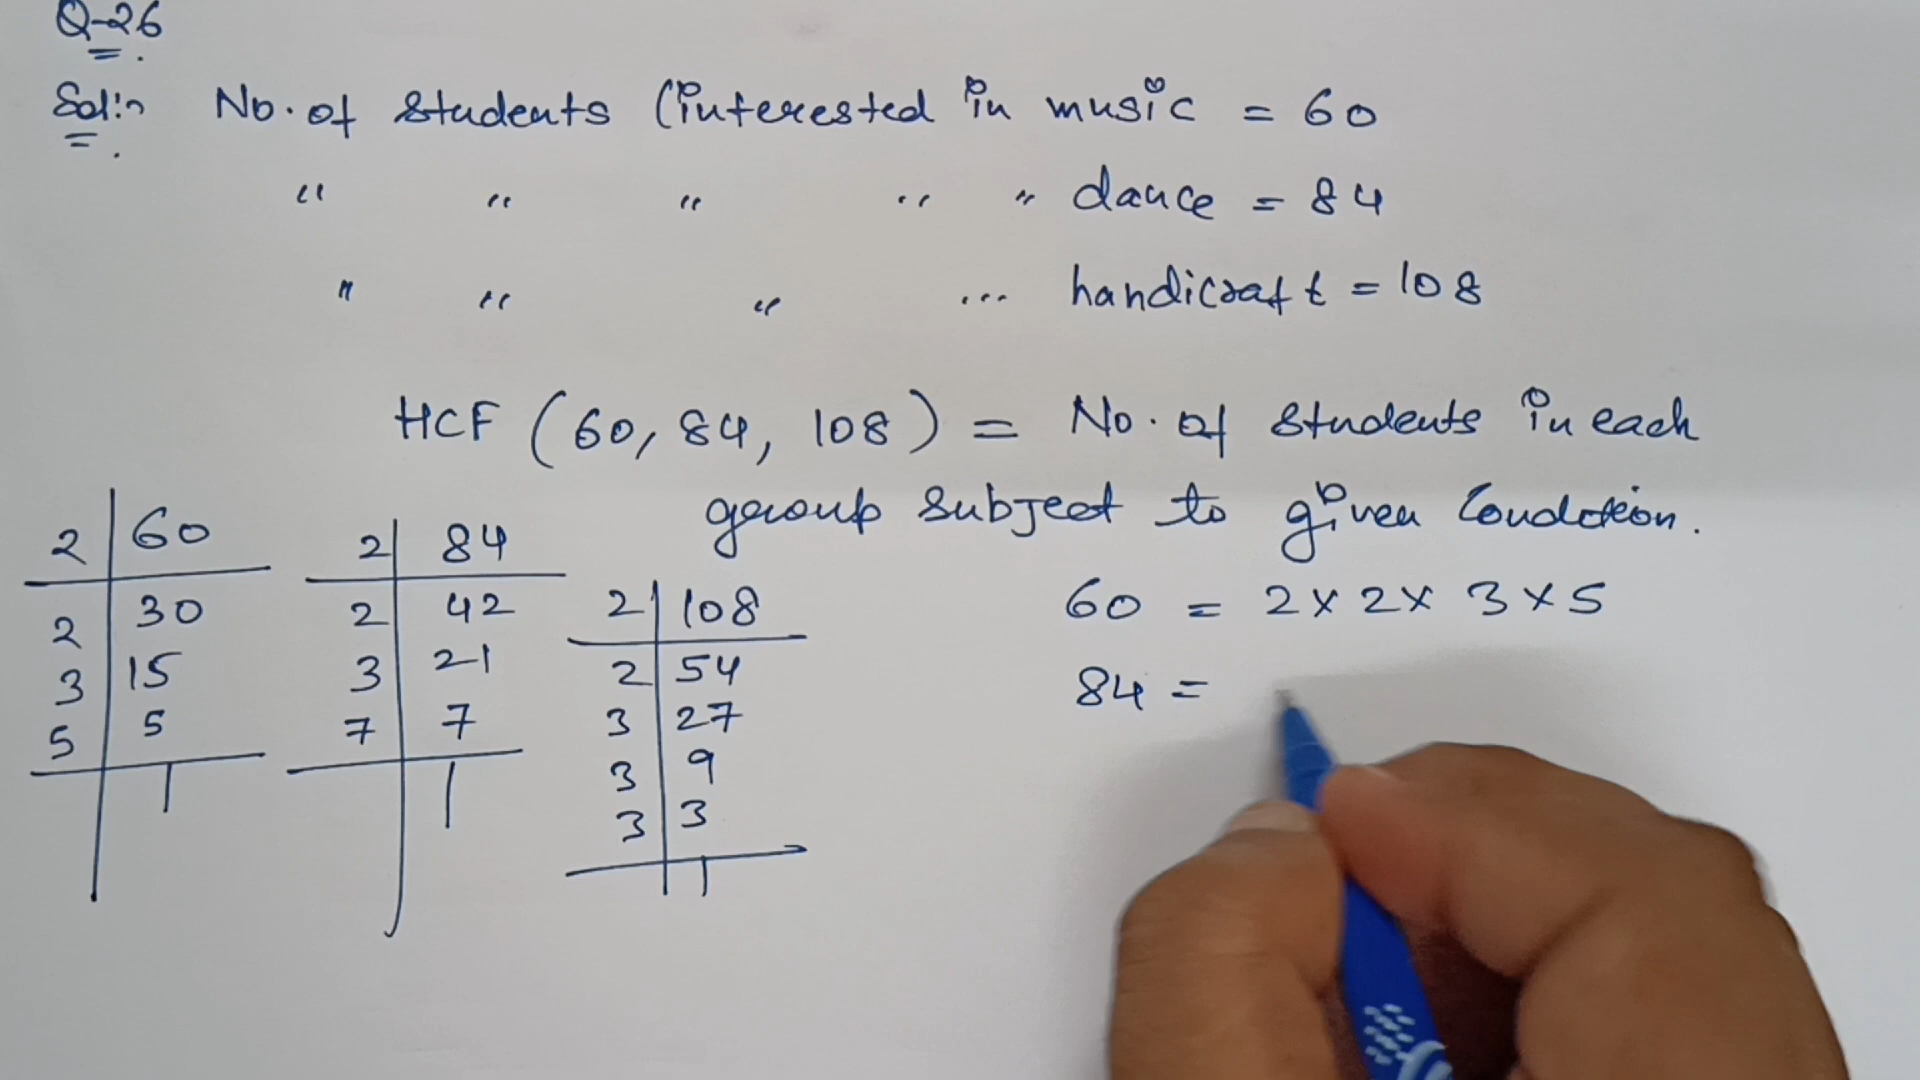 Q-26
Sol:n No. of students (interested in music = 60
" " " " " dance = 84
" " " ... handicraft = 108
HCF (60, 84, 108) = No. of students in each
group subject to given condition.
2 60
2 30
3 15
5 5
1
2 84
2 42
3 21
7 7
1
2 108
2 54
3 27
3 9
3 3
1
60 = 2 x 2 x 3 x 5
84 =